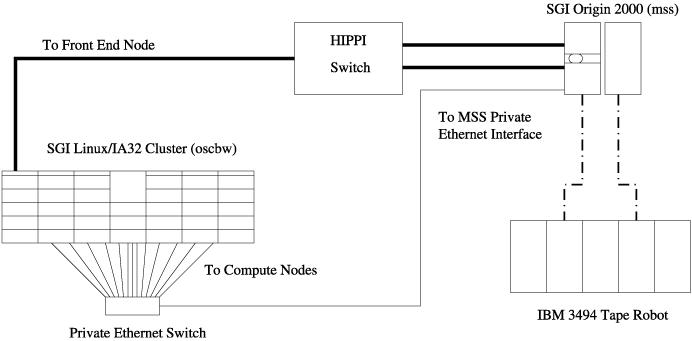 SGI Origin 2000 (mss)
To Front End Node
HIPPI
Switch
To MSS Private
Ethernet Interface
SGI Linux/IA32 Cluster (oscbw)
To Compute Nodes
IBM 3494 Tape Robot
Private Ethernet Switch